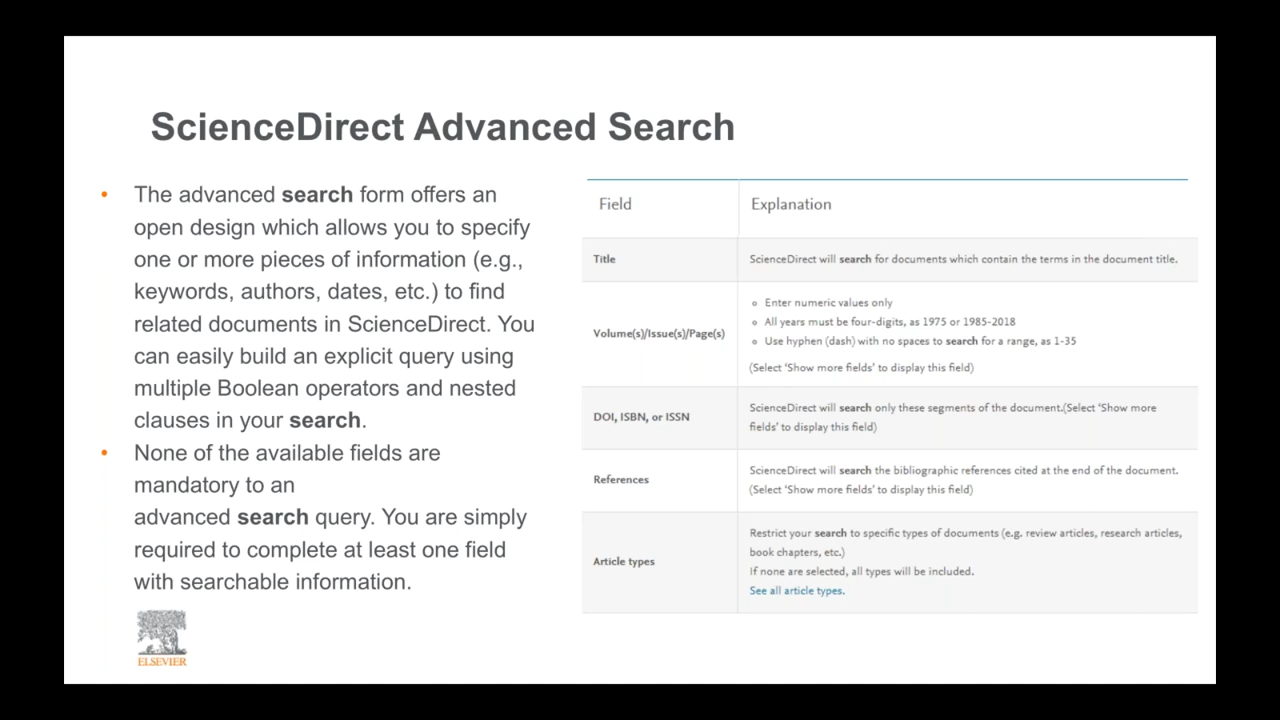 ScienceDirect Advanced Search
• The advanced search form offers an
open design which allows you to specify
one or more pieces of information (e.g.,
keywords, authors, dates, etc.) to find
related documents in ScienceDirect. You
can easily build an explicit query using
multiple Boolean operators and nested
clauses in your search.
• None of the available fields are
mandatory to an
advanced search query. You are simply
required to complete at least one field
with searchable information.
ELSEVIER
Field Explanation
Title ScienceDirect will search for documents which contain the terms in the document title.
Volume(s)/Issue(s)/Page(s)
Enter numeric values only
All years must be four-digits, as 1975 or 1985-2018
Use hyphen (dash) with no spaces to search for a range, as 1-35
(Select 'Show more fields' to display this field)
DOI, ISBN, or ISSN
ScienceDirect will search only these segments of the document.(Select 'Show more
fields' to display this field)
References
ScienceDirect will search the bibliographic references cited at the end of the document.
(Select 'Show more fields' to display this field)
Article types
Restrict your search to specific types of documents (e.g. review articles, research articles,
book chapters, etc.)
If none are selected, all types will be included.
See all article types.